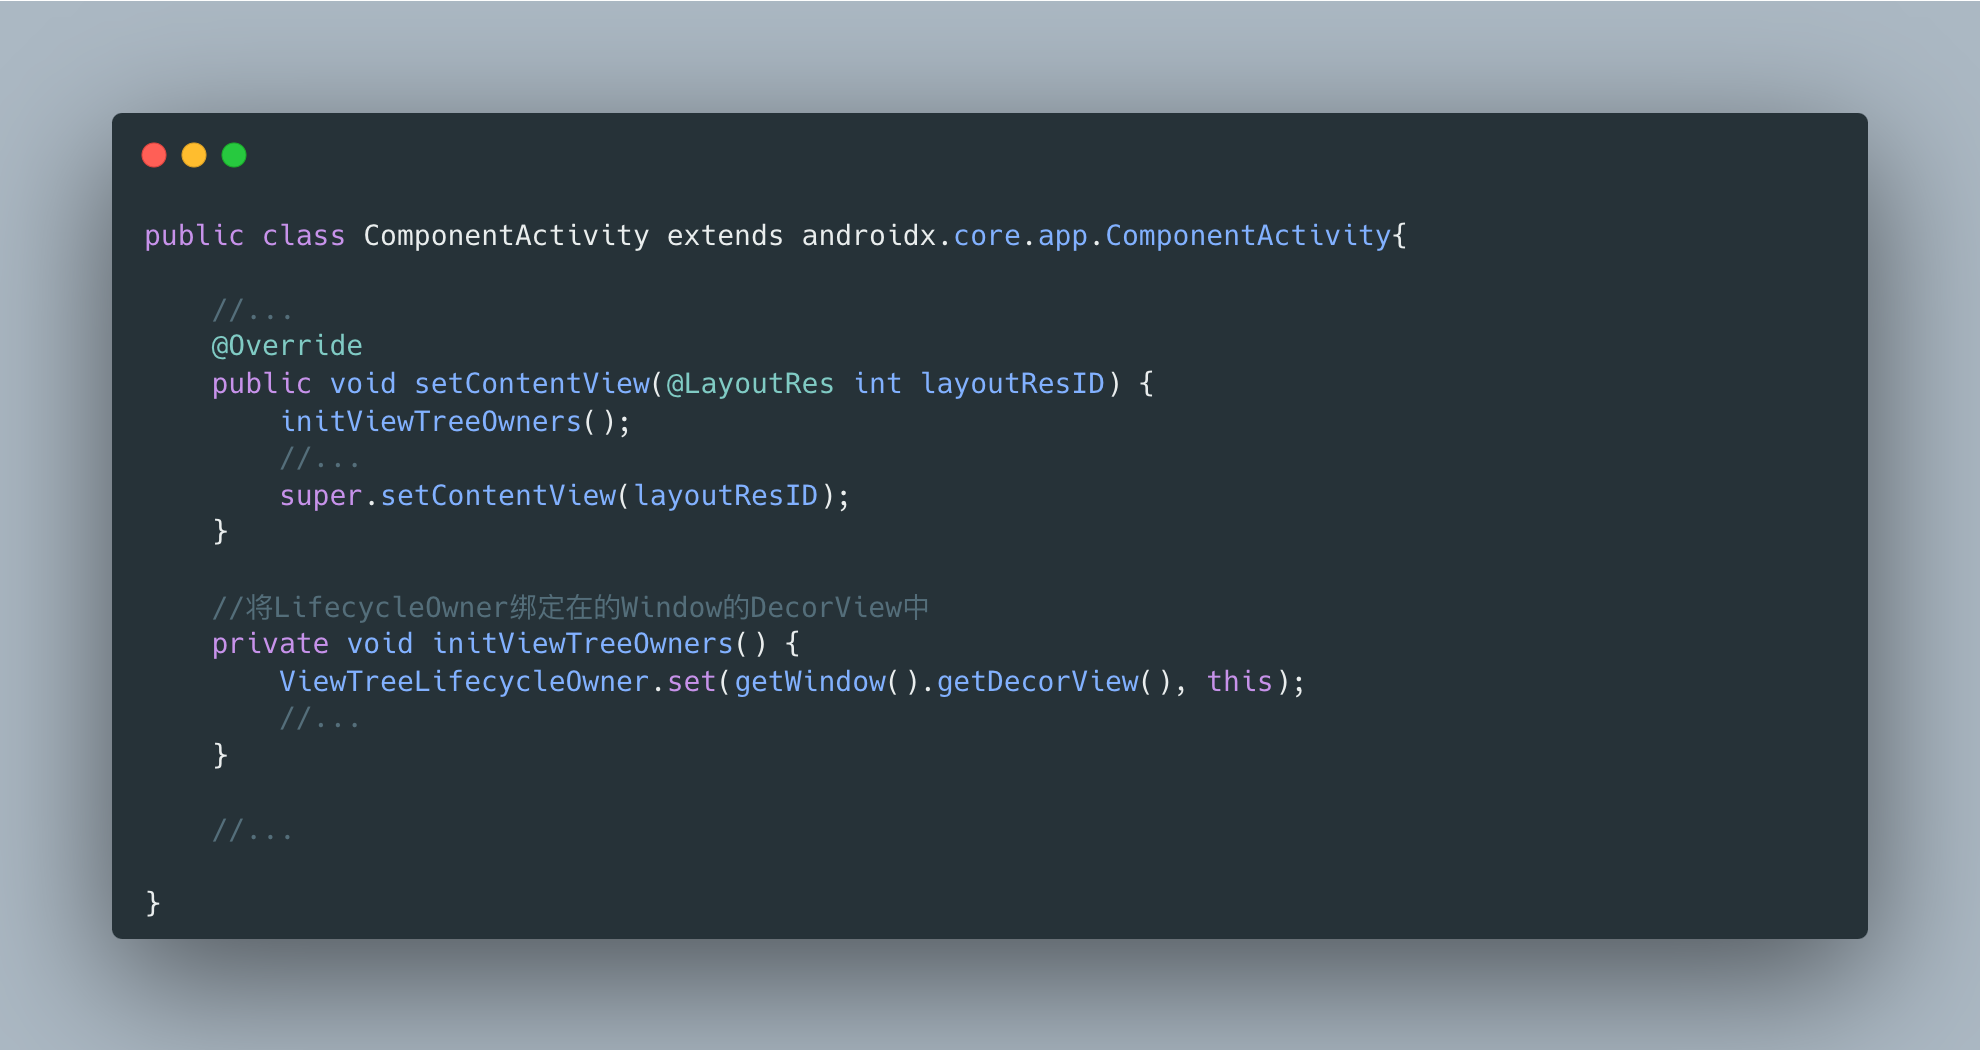 public class ComponentActivity extends androidx.core.app.ComponentActivity{
//...
@Override
public void setContentView(@LayoutRes int layoutResID) {
initViewTreeOwners();
//...
super.setContentView(layoutResID);
}
//将LifecycleOwner绑定在的Window的DecorView中
private void initViewTreeOwners() {
ViewTreeLifecycleOwner.set(getWindow().getDecorView(), this);
//...
}
//...
}